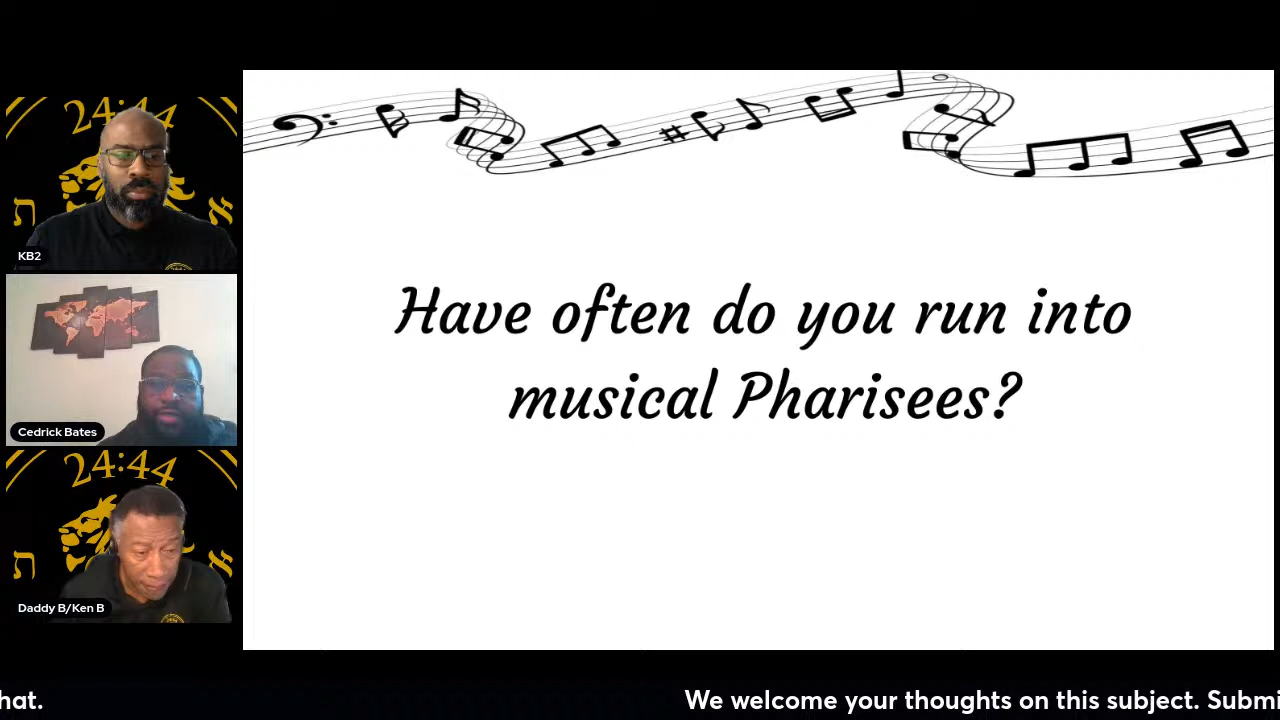 24:44
ת
א
KB2
Cedrick Bates
24:44
ת
א
Daddy B/Ken B
Have often do you run into
musical Pharisees?
hat.
We welcome your thoughts on this subject. Submi